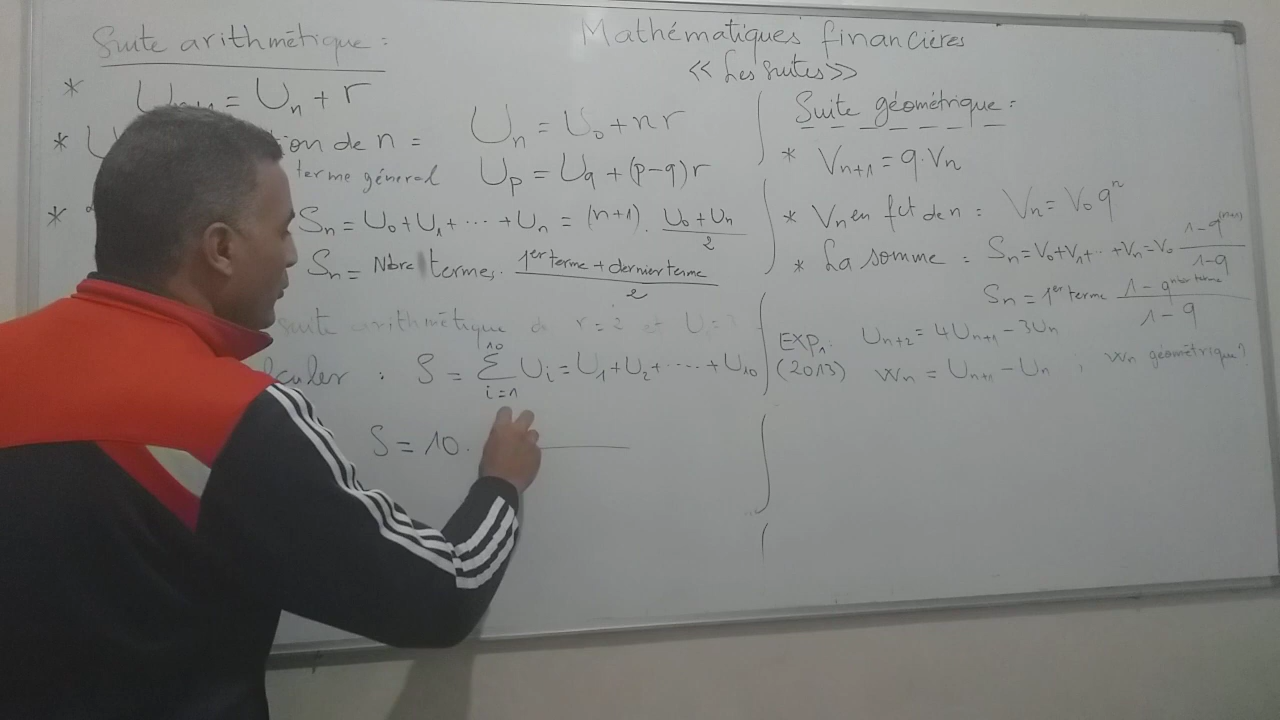 Mathématiques financières
<< Les suites >>
Suite arithmétique :
* U = Un + r
* U ion de n = Un = U0 + nr
terme général Up = Uq + (p-q)r
* Sn = U0 + U1 + ... + Un = (n+1). (U0 + Un)/2
Sn = Nbre termes. (1er terme + dernier terme)/2
suite arithmétique de r = 2 et
lculer : S = Σ_{i=1}^{10} Ui = U1 + U2 + ..... + U10
S = 10.
Suite géométrique :
* Vn+1 = q.Vn
* Vn en fct de n : Vn = V0 q^n
* La somme : Sn = V0 + V1 + .. + Vn = V0 (1-q^(n+1))/(1-q)
Sn = 1er terme (1 - q^nbr terme)/(1 - q)
EXP1 : Un+2 = 4Un+1 - 3Un
(2013) Wn = Un+1 - Un ; Wn géométrique ?